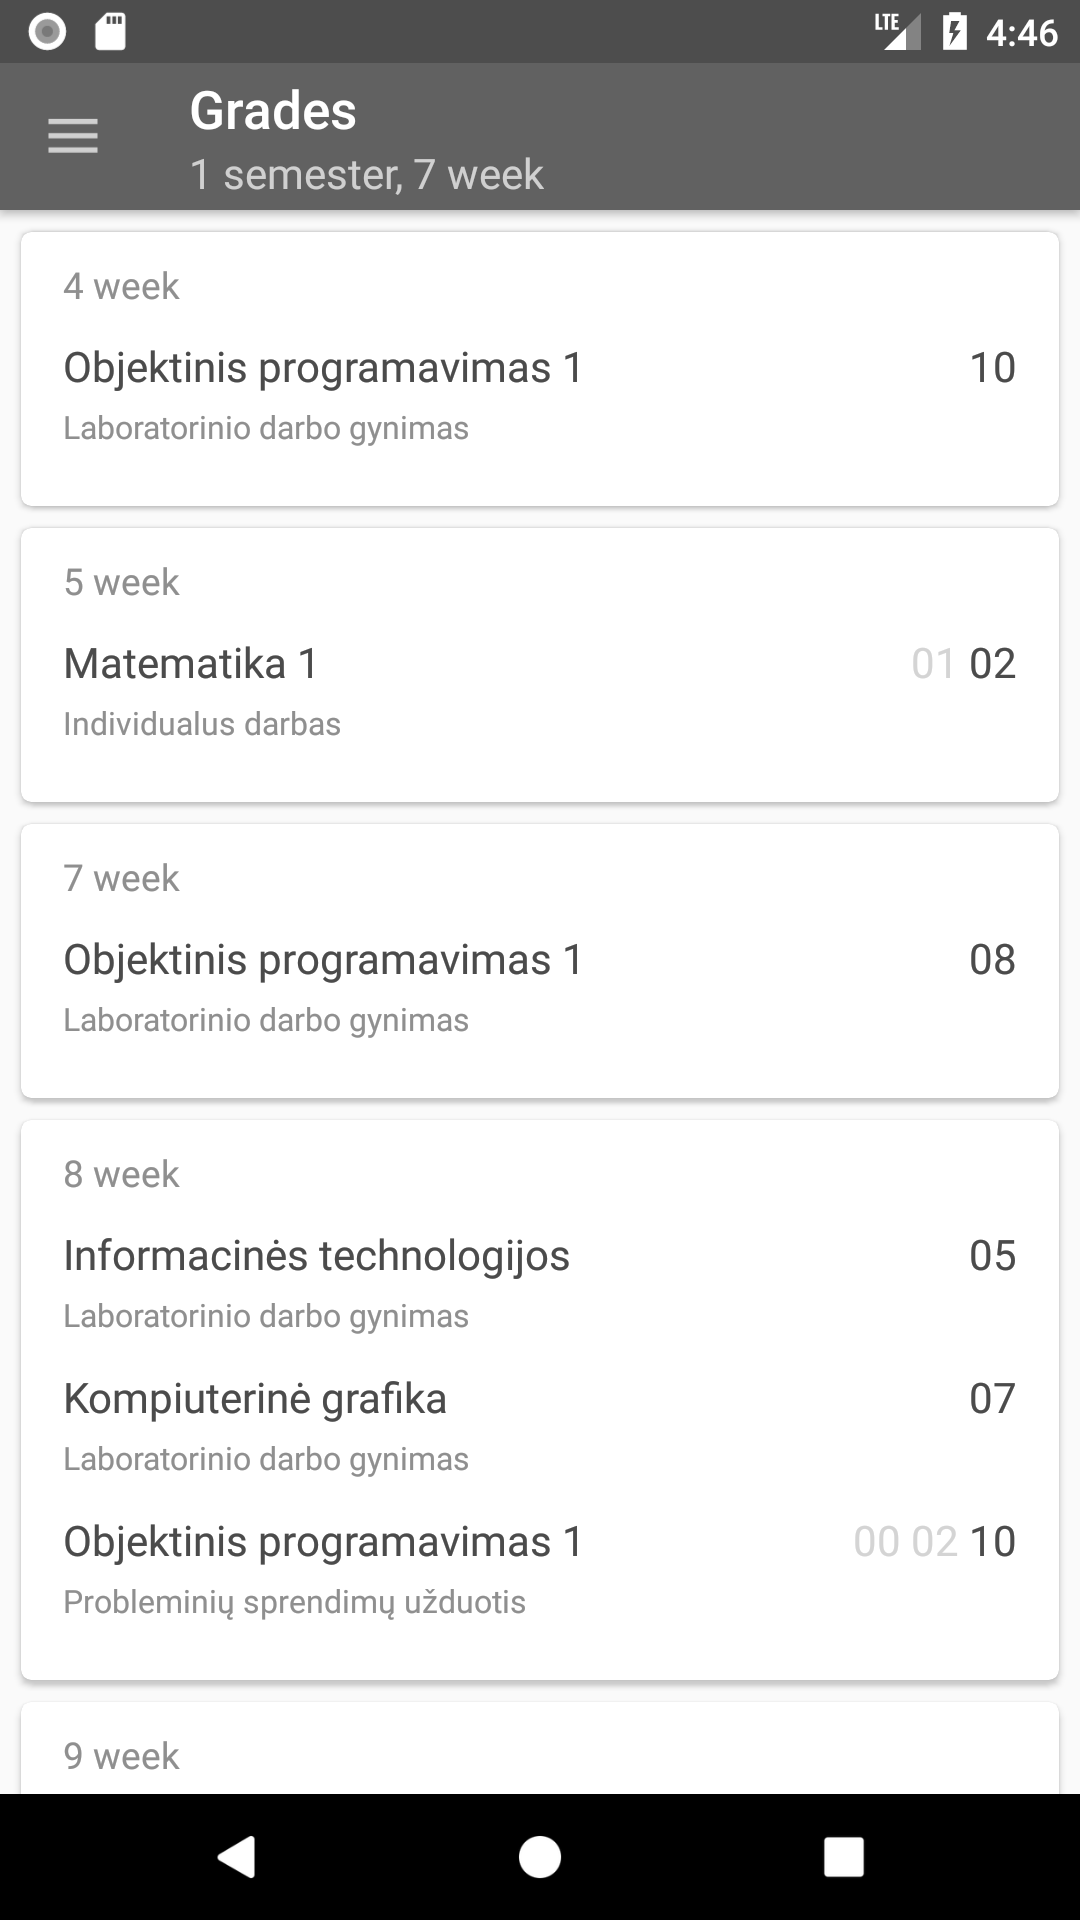 LTE 4:46
Grades
1 semester, 7 week
4 week
Objektinis programavimas 1 10
Laboratorinio darbo gynimas
5 week
Matematika 1 01 02
Individualus darbas
7 week
Objektinis programavimas 1 08
Laboratorinio darbo gynimas
8 week
Informacinės technologijos 05
Laboratorinio darbo gynimas
Kompiuterinė grafika 07
Laboratorinio darbo gynimas
Objektinis programavimas 1 00 02 10
Probleminių sprendimų užduotis
9 week